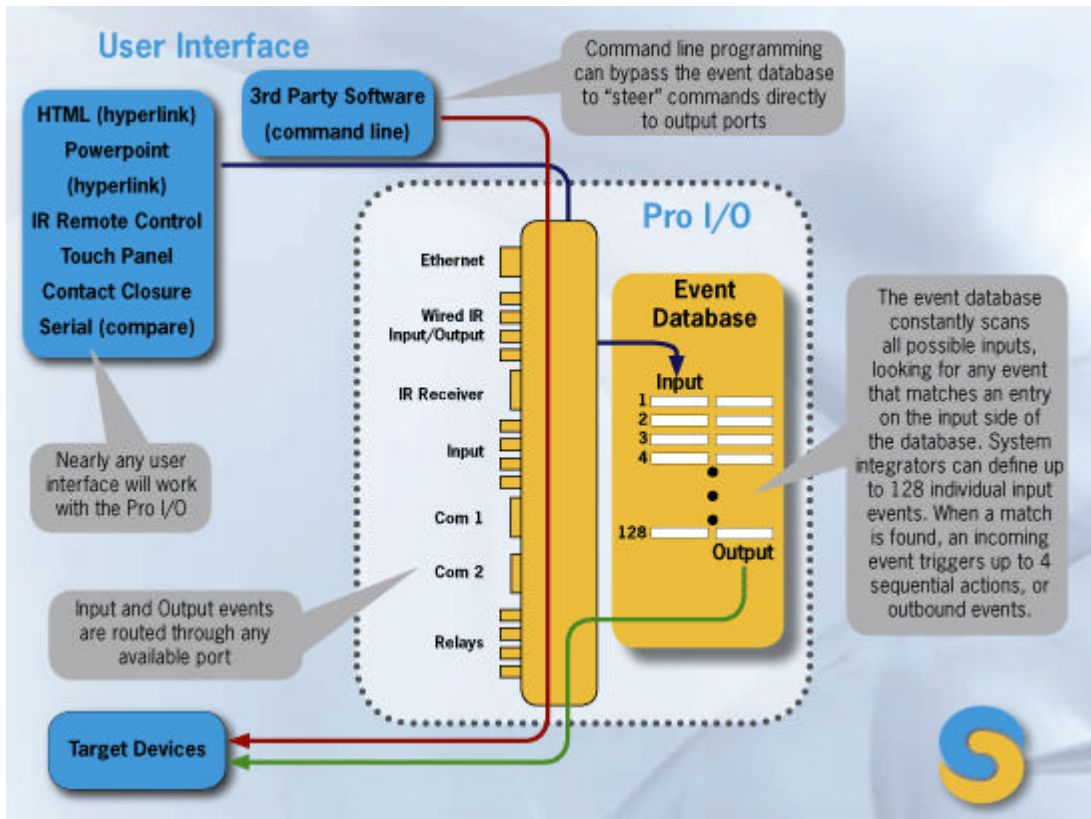 User Interface
HTML (hyperlink)
Powerpoint
(hyperlink)
IR Remote Control
Touch Panel
Contact Closure
Serial (compare)
3rd Party Software
(command line)
Command line programming
can bypass the event database
to “steer” commands directly
to output ports
Nearly any user
interface will work
with the Pro I/O
Pro I/O
Ethernet
Wired IR
Input/Output
IR Receiver
Input
Com 1
Com 2
Relays
Event
Database
Input
1
2
3
4
128
Output
The event database
constantly scans
all possible inputs,
looking for any event
that matches an entry
on the input side of
the database. System
integrators can define up
to 128 individual input
events. When a match
is found, an incoming
event triggers up to 4
sequential actions, or
outbound events.
Input and Output events
are routed through any
available port
Target Devices